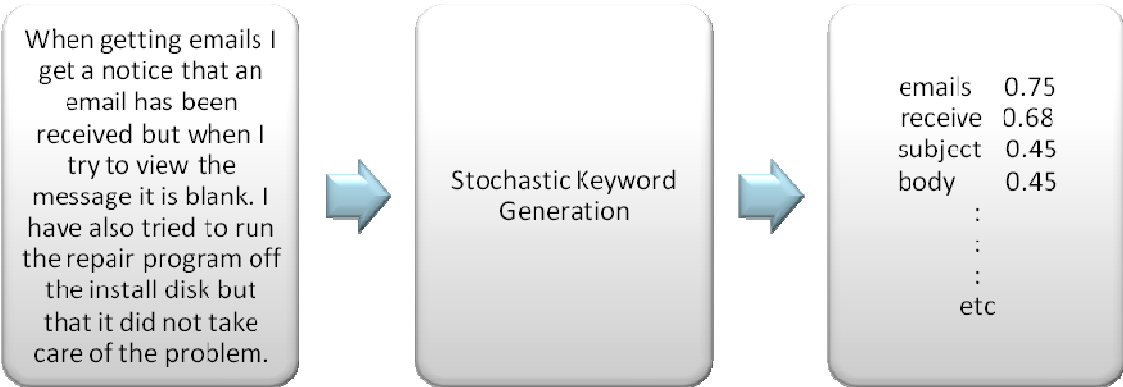 When getting emails I
get a notice that an
email has been
received but when I
try to view the
message it is blank. I
have also tried to run
the repair program off
the install disk but
that it did not take
care of the problem.
Stochastic Keyword
Generation
emails 0.75
receive 0.68
subject 0.45
body 0.45
:
:
:
etc